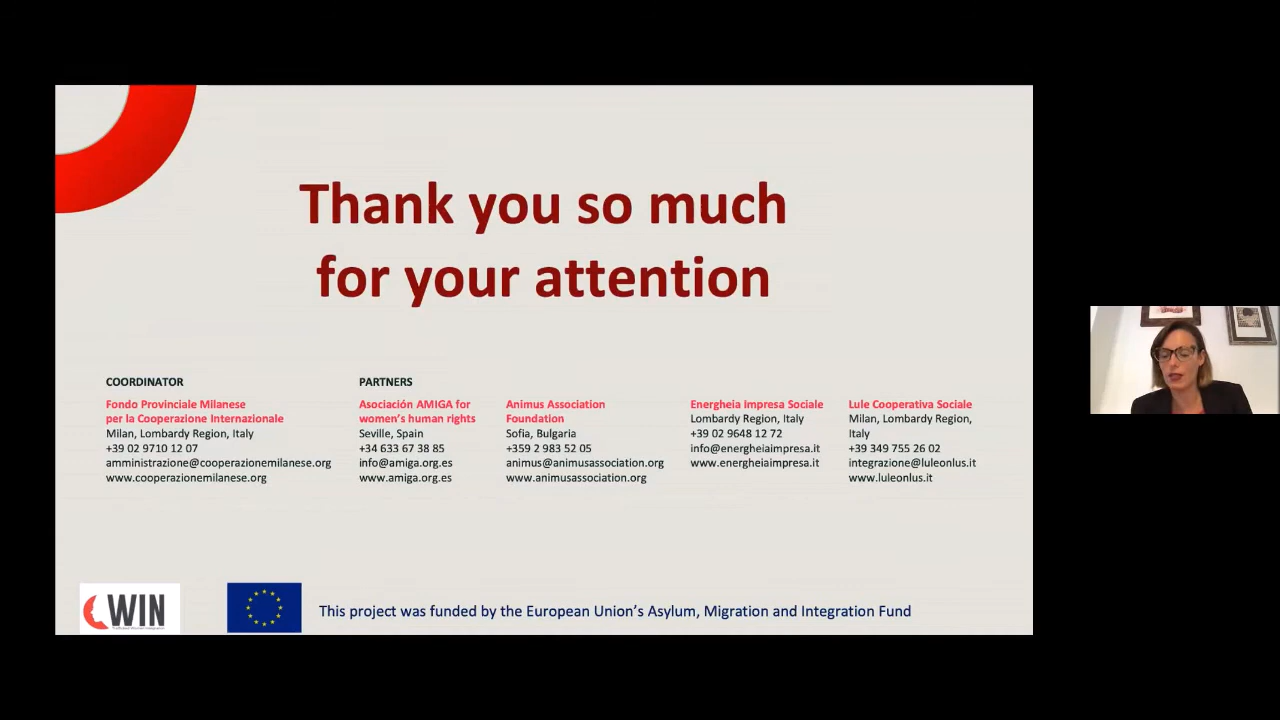 Thank you so much
for your attention
COORDINATOR
Fondo Provinciale Milanese
per la Cooperazione Internazionale
Milan, Lombardy Region, Italy
+39 02 9710 12 07
amministrazione@cooperazionemilanese.org
www.cooperazionemilanese.org
PARTNERS
Asociación AMIGA for
women's human rights
Seville, Spain
+34 633 67 38 85
info@amiga.org.es
www.amiga.org.es
Animus Association
Foundation
Sofia, Bulgaria
+359 2 983 52 05
animus@animusassociation.org
www.animusassociation.org
Energheia Impresa Sociale
Lombardy Region, Italy
+39 02 9648 12 72
info@energheiaimpresa.it
www.energheiaimpresa.it
Lule Cooperativa Sociale
Milan, Lombardy Region,
Italy
+39 349 755 26 02
integrazione@luleonlus.it
www.luleonlus.it
WIN
This project was funded by the European Union's Asylum, Migration and Integration Fund